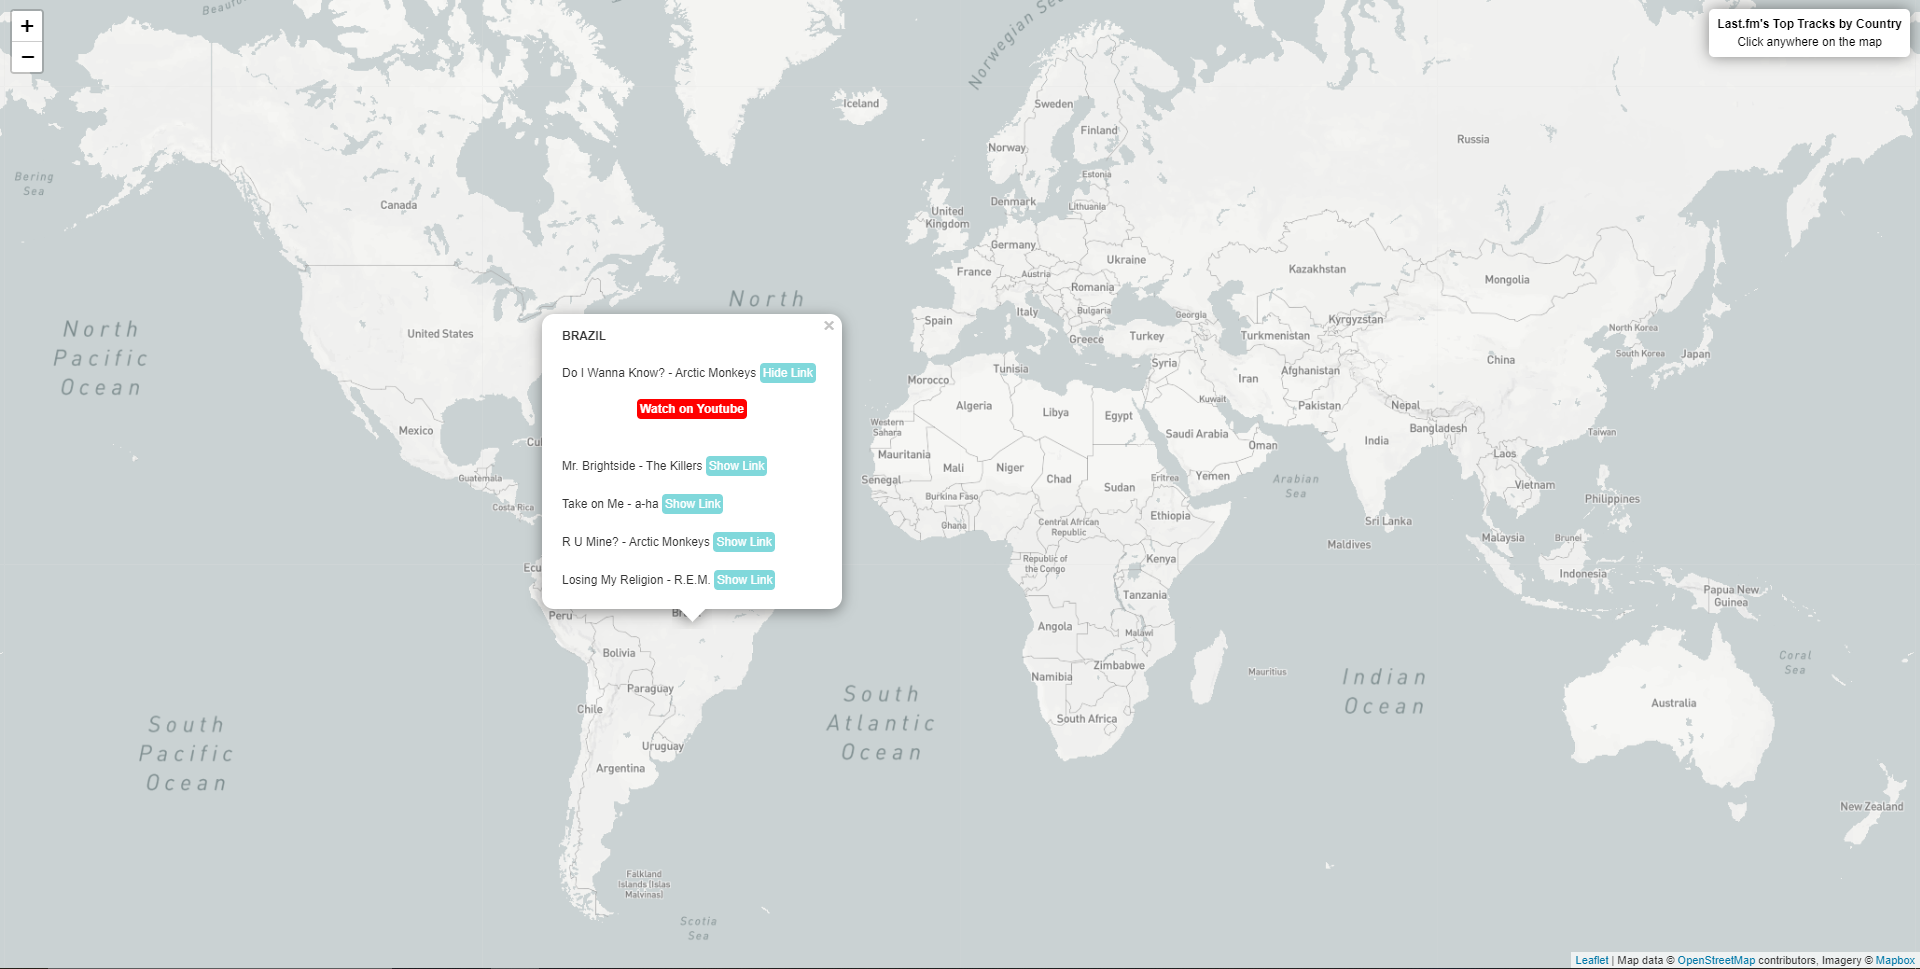 +
−
Last.fm's Top Tracks by Country
Click anywhere on the map
Norwegian Se
Iceland
Sweden
Finland
Norway
Russia
Estonia
Bering
Sea
Canada
Denmark
Lithuania
United
Kingdom
Germany
Ukraine
France
Austria
Kazakhstan
Mongolia
Romania
North
Italy
Bulgaria
Georgia
Spain
Kyrgyzstan
North Korea
North
Pacific
Ocean
United States
Greece
Turkey
Turkmenistan
South Korea
Japan
China
BRAZIL
×
Do I Wanna Know? - Arctic Monkeys Hide Link
Watch on Youtube
Mr. Brightside - The Killers Show Link
Take on Me - a-ha Show Link
R U Mine? - Arctic Monkeys Show Link
Losing My Religion - R.E.M. Show Link
Syria
Tunisia
Afghanistan
Morocco
Iran
Kuwait
Algeria
Libya
Egypt
Pakistan
Nepal
Western
Sahara
Bangladesh
Mexico
Cu
Saudi Arabia
Oman
India
Taiwan
Mauritania
Laos
Mali
Niger
Chad
Sudan
Eritrea
Yemen
Arabian
Sea
Guatemala
Senegal
Vietnam
Burkina Faso
Philippines
Costa Rica
Ghana
Central African
Republic
Ethiopia
Sri Lanka
Malaysia
Brunei
Maldives
Ecu
Republic of
the Congo
Kenya
Indonesia
Tanzania
Papua New
Guinea
Peru
Br
Angola
Malawi
Bolivia
Zimbabwe
Mauritius
Coral
Sea
Namibia
Indian
Ocean
Paraguay
South
Atlantic
Ocean
Chile
South Africa
Australia
South
Pacific
Ocean
Uruguay
Argentina
New Zealand
Falkland
Islands (Islas
Malvinas)
Scotia
Sea
Leaflet | Map data © OpenStreetMap contributors, Imagery © Mapbox